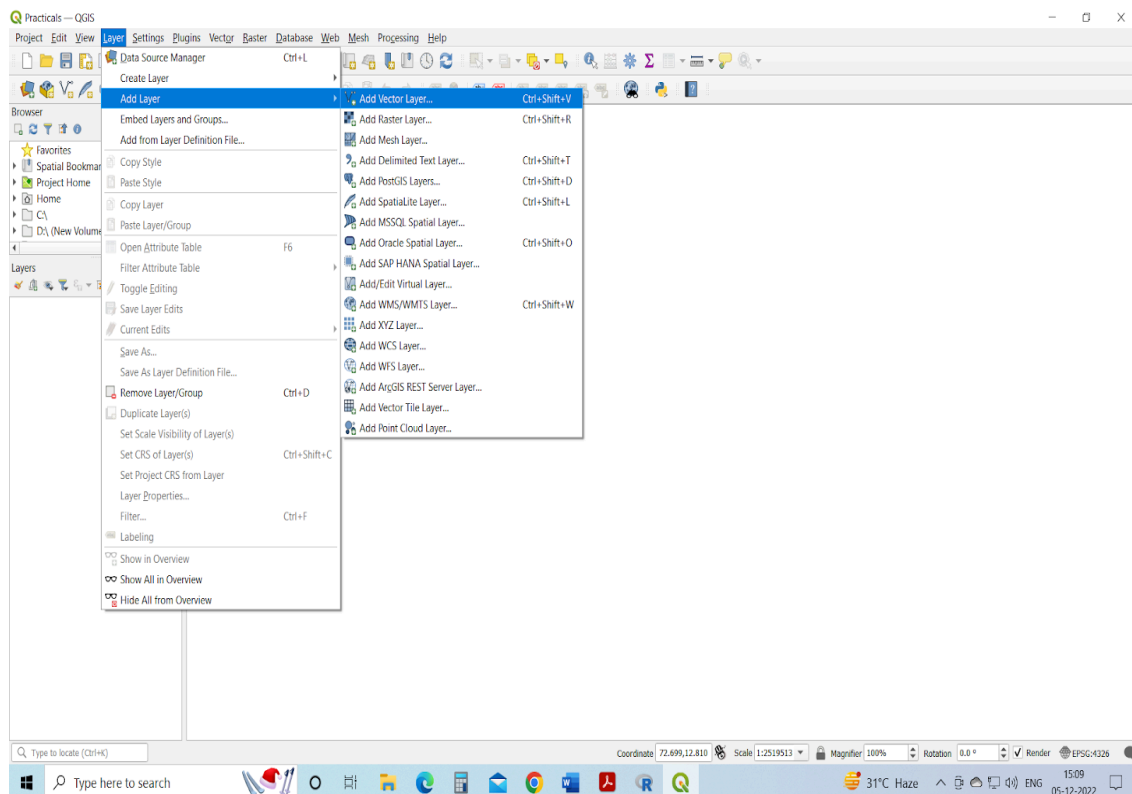 Practicals — QGIS
Project Edit View Layer Settings Plugins Vector Raster Database Web Mesh Processing Help
Data Source Manager Ctrl+L
Create Layer
Add Layer
Embed Layers and Groups...
Add from Layer Definition File...
Copy Style
Paste Style
Copy Layer
Paste Layer/Group
Open Attribute Table F6
Filter Attribute Table
Toggle Editing
Save Layer Edits
Current Edits
Save As...
Save As Layer Definition File...
Remove Layer/Group Ctrl+D
Duplicate Layer(s)
Set Scale Visibility of Layer(s)
Set CRS of Layer(s) Ctrl+Shift+C
Set Project CRS from Layer
Layer Properties...
Filter... Ctrl+F
Labeling
Show in Overview
Show All in Overview
Hide All from Overview
Add Vector Layer... Ctrl+Shift+V
Add Raster Layer... Ctrl+Shift+R
Add Mesh Layer...
Add Delimited Text Layer... Ctrl+Shift+T
Add PostGIS Layers... Ctrl+Shift+D
Add SpatiaLite Layer... Ctrl+Shift+L
Add MSSQL Spatial Layer...
Add Oracle Spatial Layer... Ctrl+Shift+O
Add SAP HANA Spatial Layer...
Add/Edit Virtual Layer...
Add WMS/WMTS Layer... Ctrl+Shift+W
Add XYZ Layer...
Add WCS Layer...
Add WFS Layer...
Add ArcGIS REST Server Layer...
Add Vector Tile Layer...
Add Point Cloud Layer...
Browser
Favorites
Spatial Bookmar
Project Home
Home
C:\
D:\ (New Volume
Layers
Type to locate (Ctrl+K)
Coordinate 72.699,12.810 Scale 1:2519513 Magnifier 100% Rotation 0.0 ° Render EPSG:4326
Type here to search
31°C Haze ENG 15:09
05-12-2022